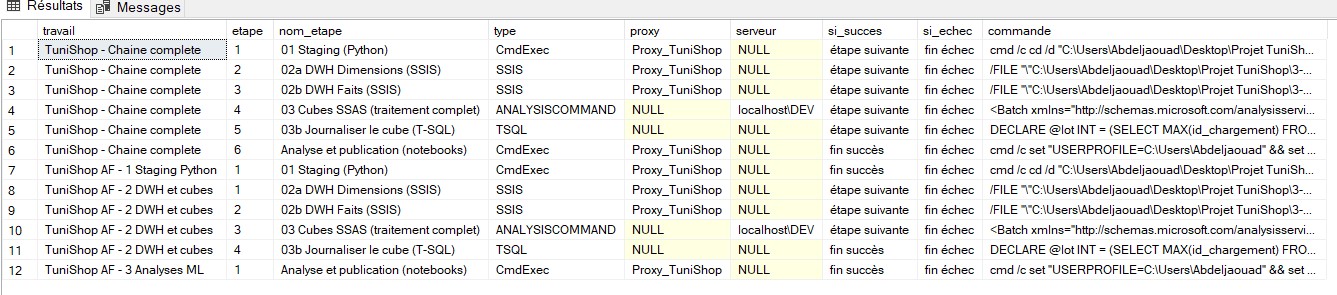 Résultats Messages
travail etape nom_etape type proxy serveur si_succes si_echec commande
1 TuniShop - Chaine complete 1 01 Staging (Python) CmdExec Proxy_TuniShop NULL étape suivante fin échec cmd /c cd /d "C:\Users\Abdeljaouad\Desktop\Projet TuniSh...
2 TuniShop - Chaine complete 2 02a DWH Dimensions (SSIS) SSIS Proxy_TuniShop NULL étape suivante fin échec /FILE "\"C:\Users\Abdeljaouad\Desktop\Projet TuniShop\3-...
3 TuniShop - Chaine complete 3 02b DWH Faits (SSIS) SSIS Proxy_TuniShop NULL étape suivante fin échec /FILE "\"C:\Users\Abdeljaouad\Desktop\Projet TuniShop\3-...
4 TuniShop - Chaine complete 4 03 Cubes SSAS (traitement complet) ANALYSISCOMMAND NULL localhost\DEV étape suivante fin échec <Batch xmlns="http://schemas.microsoft.com/analysisservi...
5 TuniShop - Chaine complete 5 03b Journaliser le cube (T-SQL) TSQL NULL NULL étape suivante fin échec DECLARE @lot INT = (SELECT MAX(id_chargement) FRO...
6 TuniShop - Chaine complete 6 Analyse et publication (notebooks) CmdExec Proxy_TuniShop NULL fin succès fin échec cmd /c set "USERPROFILE=C:\Users\Abdeljaouad" && set ...
7 TuniShop AF - 1 Staging Python 1 01 Staging (Python) CmdExec Proxy_TuniShop NULL fin succès fin échec cmd /c cd /d "C:\Users\Abdeljaouad\Desktop\Projet TuniSh...
8 TuniShop AF - 2 DWH et cubes 1 02a DWH Dimensions (SSIS) SSIS Proxy_TuniShop NULL étape suivante fin échec /FILE "\"C:\Users\Abdeljaouad\Desktop\Projet TuniShop\3-...
9 TuniShop AF - 2 DWH et cubes 2 02b DWH Faits (SSIS) SSIS Proxy_TuniShop NULL étape suivante fin échec /FILE "\"C:\Users\Abdeljaouad\Desktop\Projet TuniShop\3-...
10 TuniShop AF - 2 DWH et cubes 3 03 Cubes SSAS (traitement complet) ANALYSISCOMMAND NULL localhost\DEV étape suivante fin échec <Batch xmlns="http://schemas.microsoft.com/analysisservi...
11 TuniShop AF - 2 DWH et cubes 4 03b Journaliser le cube (T-SQL) TSQL NULL NULL fin succès fin échec DECLARE @lot INT = (SELECT MAX(id_chargement) FRO...
12 TuniShop AF - 3 Analyses ML 1 Analyse et publication (notebooks) CmdExec Proxy_TuniShop NULL fin succès fin échec cmd /c set "USERPROFILE=C:\Users\Abdeljaouad" && set ...